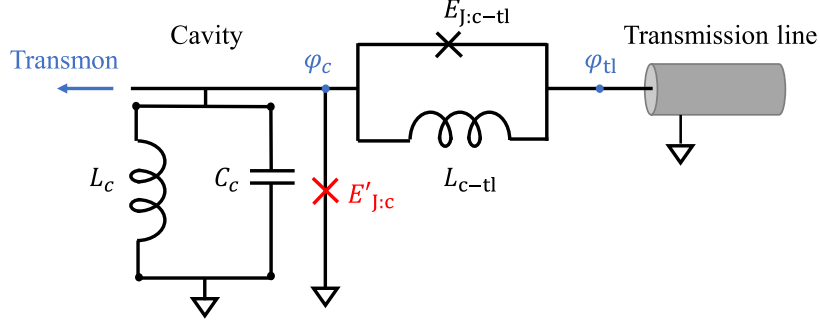 E_J:c−tl
Cavity
Transmission line
Transmon
φ_c
φ_tl
L_c
C_c
E'_J:c
L_c−tl